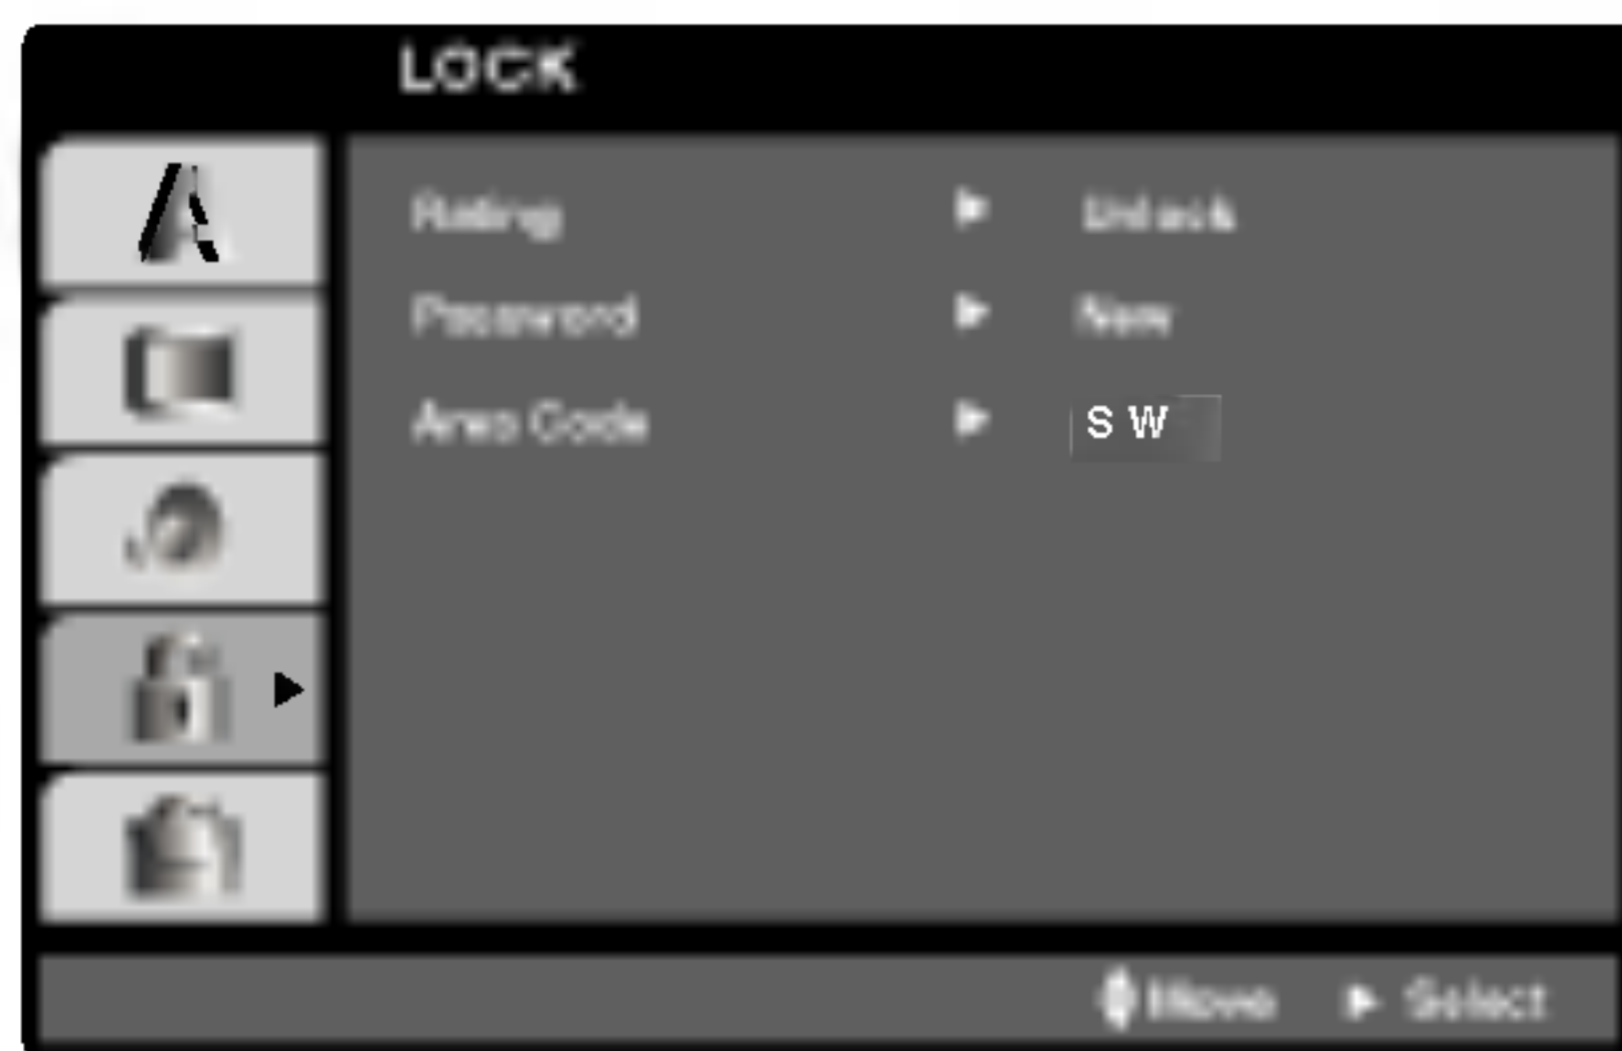 LOCK
Rating ▶ Unlock
Password ▶ New
Area Code ▶ S W
Move ▶ Select